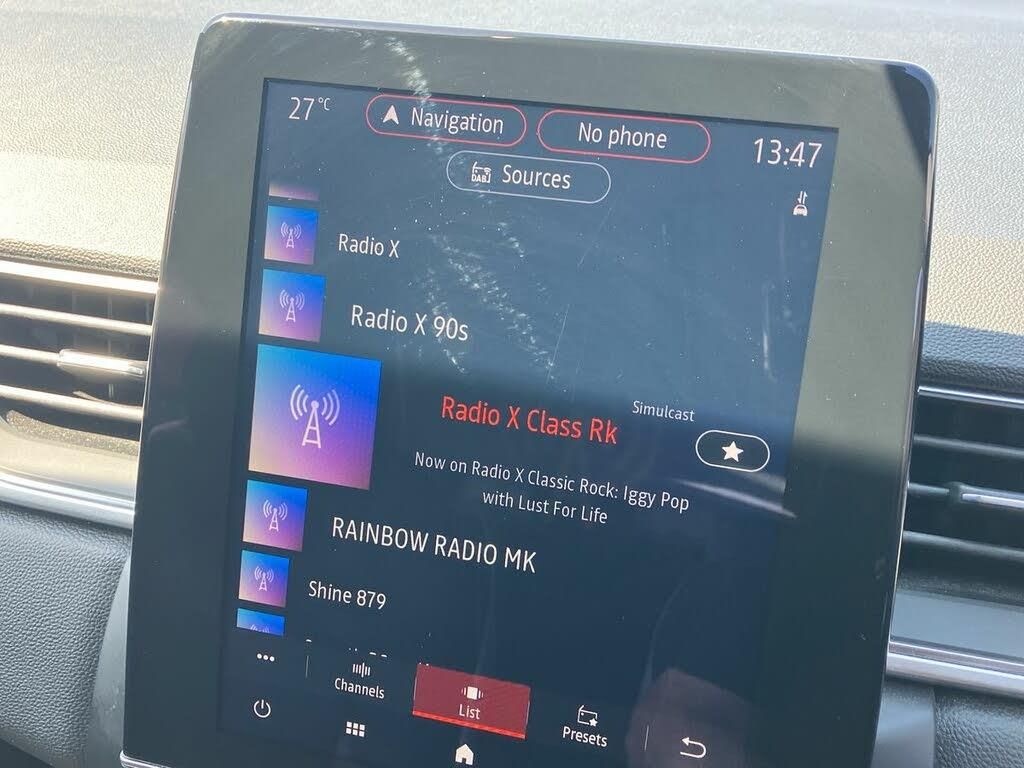 27°C
Navigation
No phone
13:47
DAB
Sources
Radio X
Radio X 90s
Simulcast
Radio X Class Rk
Now on Radio X Classic Rock: Iggy Pop
with Lust For Life
RAINBOW RADIO MK
Shine 879
Channels
List
Presets